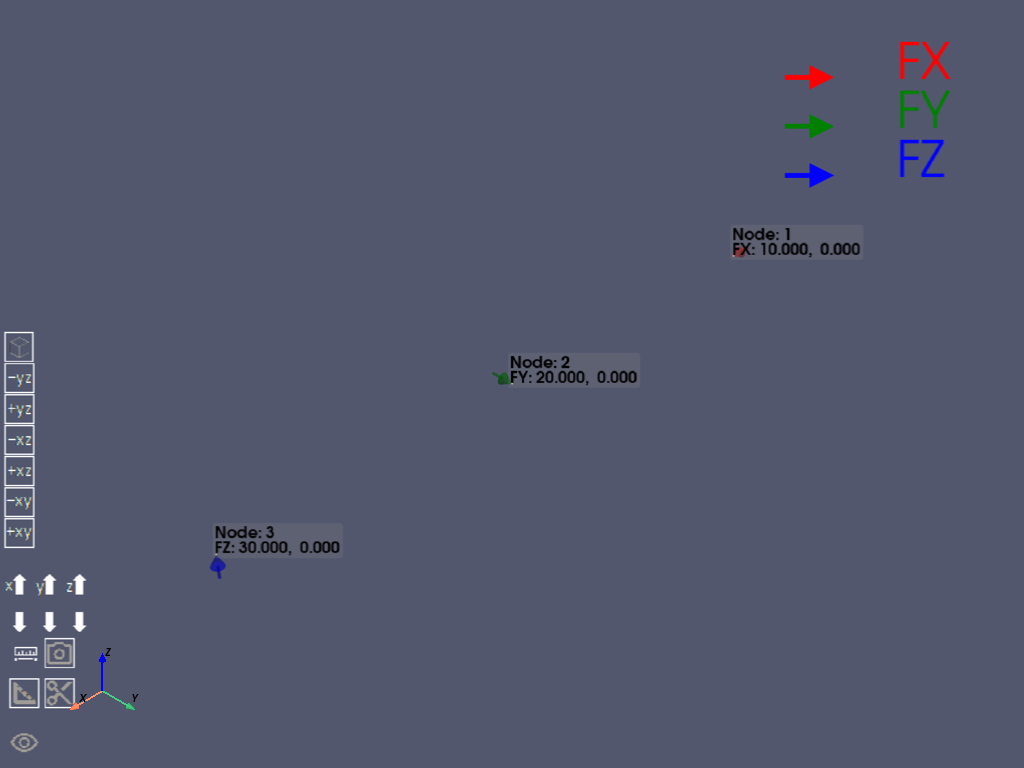 FX
FY
FZ
Node: 1
FX: 10.000, 0.000
Node: 2
FY: 20.000, 0.000
Node: 3
FZ: 30.000, 0.000
-yz
+yz
-xz
+xz
-xy
+xy
x y z
Z
X Y